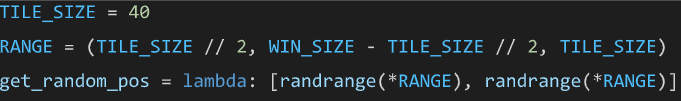 TILE_SIZE = 40
RANGE = (TILE_SIZE // 2, WIN_SIZE - TILE_SIZE // 2, TILE_SIZE)
get_random_pos = lambda: [randrange(*RANGE), randrange(*RANGE)]